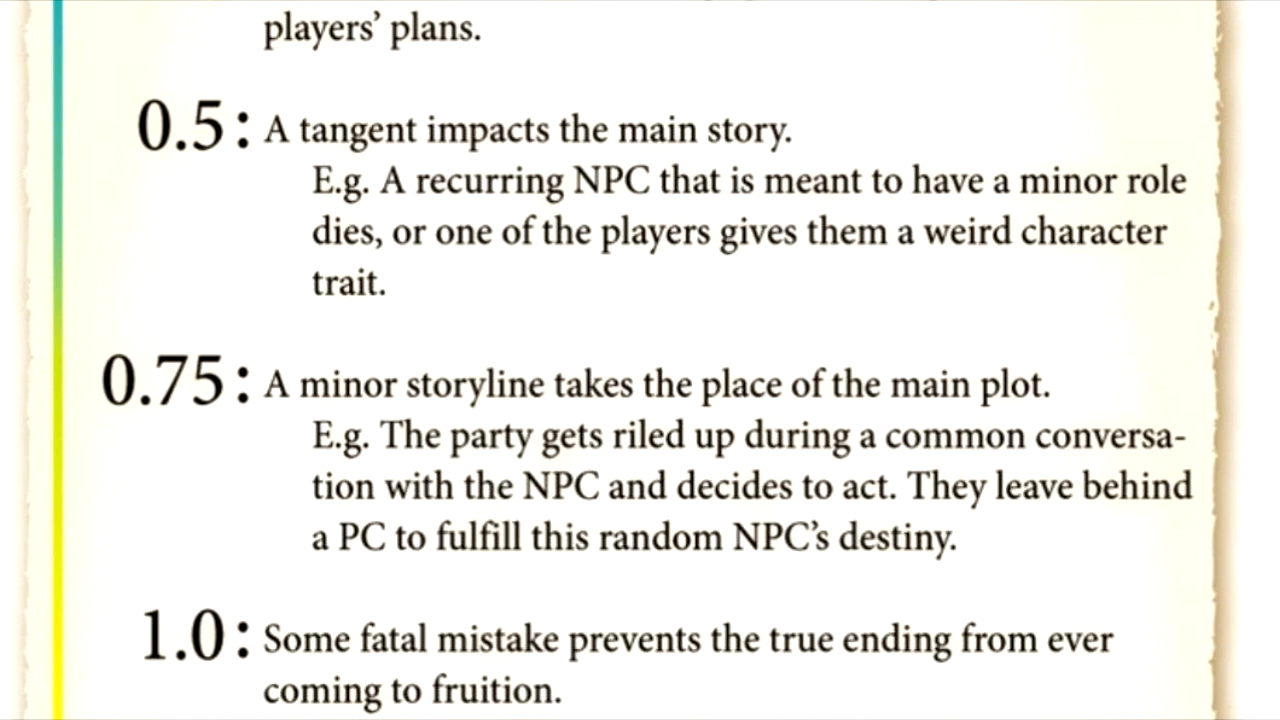 players’ plans.
0.5: A tangent impacts the main story.
E.g. A recurring NPC that is meant to have a minor role
dies, or one of the players gives them a weird character
trait.
0.75: A minor storyline takes the place of the main plot.
E.g. The party gets riled up during a common conversa-
tion with the NPC and decides to act. They leave behind
a PC to fulfill this random NPC’s destiny.
1.0: Some fatal mistake prevents the true ending from ever
coming to fruition.